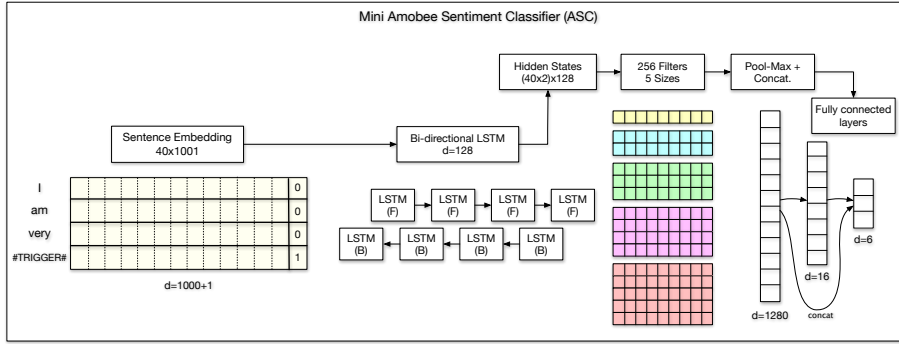 Mini Amobee Sentiment Classifier (ASC)
Hidden States
(40x2)x128
256 Filters
5 Sizes
Pool-Max +
Concat.
Fully connected
layers
Sentence Embedding
40x1001
Bi-directional LSTM
d=128
I
0
am
0
very
0
#TRIGGER#
1
d=1000+1
LSTM
(F)
LSTM
(F)
LSTM
(F)
LSTM
(F)
LSTM
(B)
LSTM
(B)
LSTM
(B)
LSTM
(B)
d=1280
concat
d=16
d=6